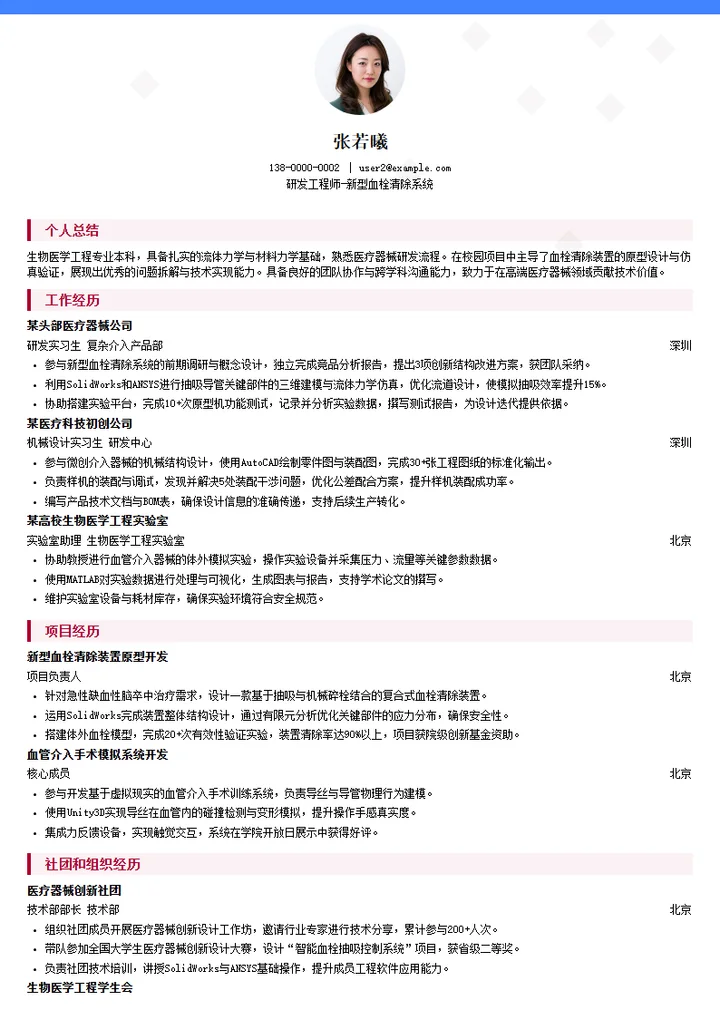 张若曦
138-0000-0002 | user2@example.com
研发工程师-新型血栓清除系统
个人总结
生物医学工程专业本科，具备扎实的流体力学与材料力学基础，熟悉医疗器械研发流程。在校园项目中主导了血栓清除装置的原型设计与仿
真验证，展现出优秀的问题拆解与技术实现能力。具备良好的团队协作与跨学科沟通能力，致力于在高端医疗器械领域贡献技术价值。
工作经历
某头部医疗器械公司
研发实习生 复杂介入产品部 深圳
• 参与新型血栓清除系统的前期调研与概念设计，独立完成竞品分析报告，提出3项创新结构改进方案，获团队采纳。
• 利用SolidWorks和ANSYS进行抽吸导管关键部件的三维建模与流体力学仿真，优化流道设计，使模拟抽吸效率提升15%。
• 协助搭建实验平台，完成10+次原型机功能测试，记录并分析实验数据，撰写测试报告，为设计迭代提供依据。
某医疗科技初创公司
机械设计实习生 研发中心 深圳
• 参与微创介入器械的机械结构设计，使用AutoCAD绘制零件图与装配图，完成30+张工程图纸的标准化输出。
• 负责样机的装配与调试，发现并解决5处装配干涉问题，优化公差配合方案，提升样机装配成功率。
• 编写产品技术文档与BOM表，确保设计信息的准确传递，支持后续生产转化。
某高校生物医学工程实验室
实验室助理 生物医学工程实验室 北京
• 协助教授进行血管介入器械的体外模拟实验，操作实验设备并采集压力、流量等关键参数数据。
• 使用MATLAB对实验数据进行处理与可视化，生成图表与报告，支持学术论文的撰写。
• 维护实验室设备与耗材库存，确保实验环境符合安全规范。
项目经历
新型血栓清除装置原型开发
项目负责人 北京
• 针对急性缺血性脑卒中治疗需求，设计一款基于抽吸与机械碎栓结合的复合式血栓清除装置。
• 运用SolidWorks完成装置整体结构设计，通过有限元分析优化关键部件的应力分布，确保安全性。
• 搭建体外血栓模型，完成20+次有效性验证实验，装置清除率达90%以上，项目获院级创新基金资助。
血管介入手术模拟系统开发
核心成员 北京
• 参与开发基于虚拟现实的血管介入手术训练系统，负责导丝与导管物理行为建模。
• 使用Unity3D实现导丝在血管内的碰撞检测与变形模拟，提升操作手感真实度。
• 集成力反馈设备，实现触觉交互，系统在学院开放日展示中获得好评。
社团和组织经历
医疗器械创新社团
技术部部长 技术部 北京
• 组织社团成员开展医疗器械创新设计工作坊，邀请行业专家进行技术分享，累计参与200+人次。
• 带队参加全国大学生医疗器械创新设计大赛，设计“智能血栓抽吸控制系统”项目，获省级二等奖。
• 负责社团技术培训，讲授SolidWorks与ANSYS基础操作，提升成员工程软件应用能力。
生物医学工程学生会